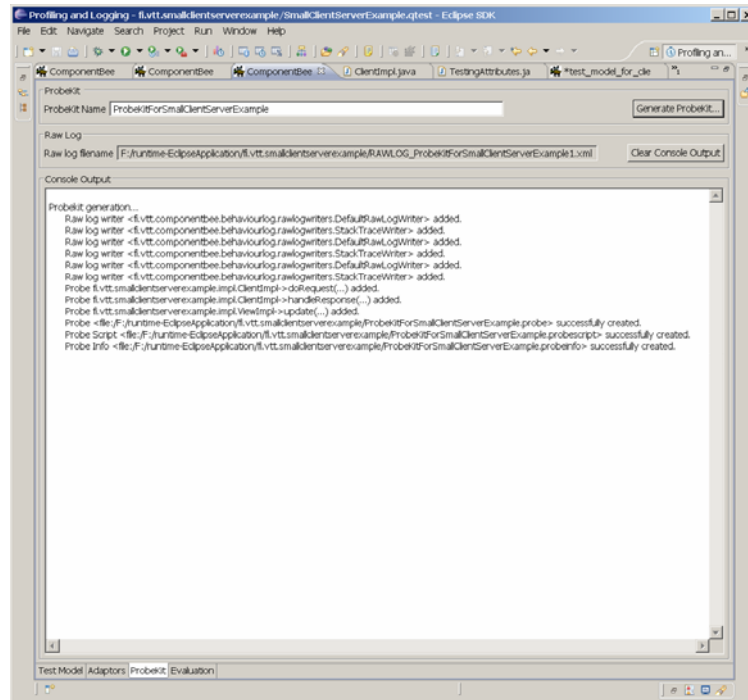 Profiling and Logging - fi.vtt.smallclientserverexample/SmallClientServerExample.qtest - Eclipse SDK
File Edit Navigate Search Project Run Window Help
Profiling an...
ComponentBee ComponentBee ComponentBee ClientImpl.java TestingAttributes.ja *test_model_for_clie
ProbeKit
ProbeKit Name ProbeKitForSmallClientServerExample Generate ProbeKit...
Raw Log
Raw log filename F:/runtime-EclipseApplication/fi.vtt.smallclientserverexample/RAWLOG_ProbeKitForSmallClientServerExample1.xml Clear Console Output
Console Output
Probekit generation...
Raw log writer <fi.vtt.componentbee.behaviourlog.rawlogwriters.DefaultRawLogWriter> added.
Raw log writer <fi.vtt.componentbee.behaviourlog.rawlogwriters.StackTraceWriter> added.
Raw log writer <fi.vtt.componentbee.behaviourlog.rawlogwriters.DefaultRawLogWriter> added.
Raw log writer <fi.vtt.componentbee.behaviourlog.rawlogwriters.StackTraceWriter> added.
Raw log writer <fi.vtt.componentbee.behaviourlog.rawlogwriters.DefaultRawLogWriter> added.
Raw log writer <fi.vtt.componentbee.behaviourlog.rawlogwriters.StackTraceWriter> added.
Probe fi.vtt.smallclientserverexample.impl.ClientImpl->doRequest(...) added.
Probe fi.vtt.smallclientserverexample.impl.ClientImpl->handleResponse(...) added.
Probe fi.vtt.smallclientserverexample.impl.ViewImpl->update(...) added.
Probe <file:/F:/runtime-EclipseApplication/fi.vtt.smallclientserverexample/ProbeKitForSmallClientServerExample.probe> successfully created.
Probe Script <file:/F:/runtime-EclipseApplication/fi.vtt.smallclientserverexample/ProbeKitForSmallClientServerExample.probescript> successfully created.
Probe Info <file:/F:/runtime-EclipseApplication/fi.vtt.smallclientserverexample/ProbeKitForSmallClientServerExample.probeinfo> successfully created.
Test Model Adaptors ProbeKit Evaluation